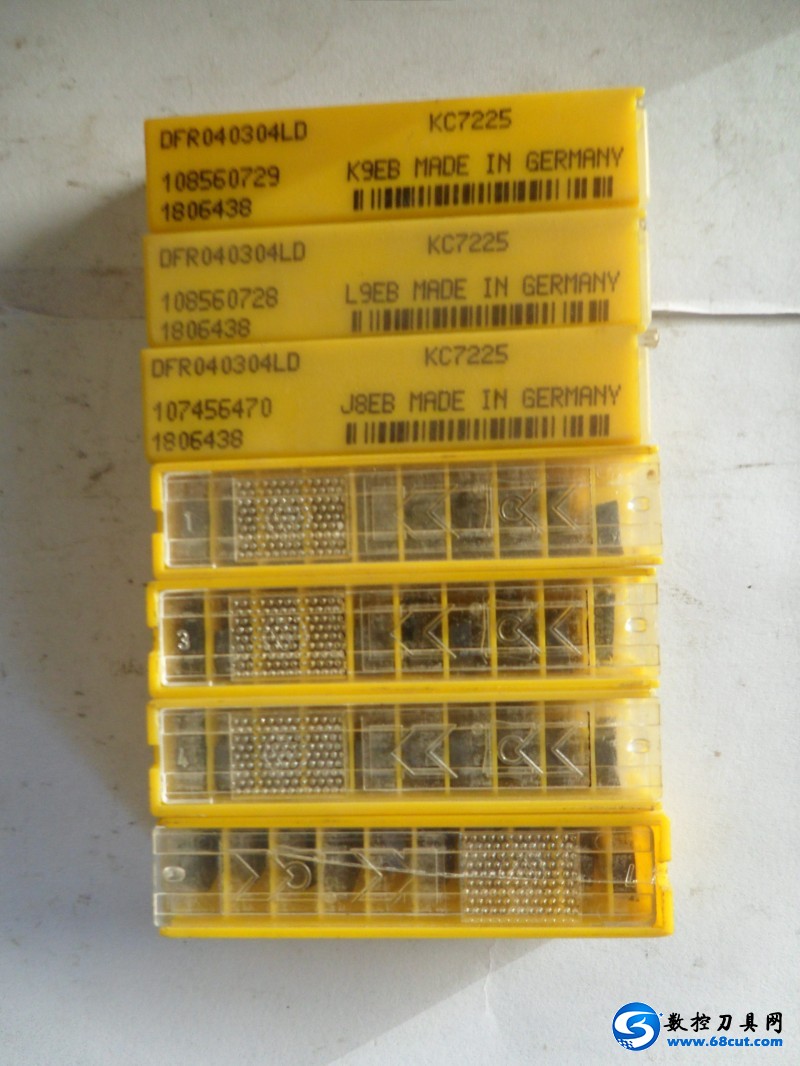 DFR040304LD KC7225
108560729 K9EB MADE IN GERMANY
1806438
DFR040304LD KC7225
108560728 L9EB MADE IN GERMANY
1806438
DFR040304LD KC7225
107456470 J8EB MADE IN GERMANY
1806438
1
3
4
数控刀具网
www.68cut.com